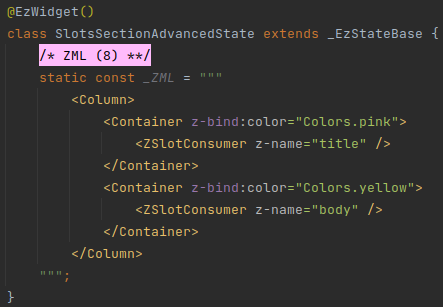 @EzWidget()
class SlotsSectionAdvancedState extends _EzStateBase {
    /* ZML (8) **/
    static const _ZML = """
        <Column>
            <Container z-bind:color="Colors.pink">
                <ZSlotConsumer z-name="title" />
            </Container>
            <Container z-bind:color="Colors.yellow">
                <ZSlotConsumer z-name="body" />
            </Container>
        </Column>
    """;
}